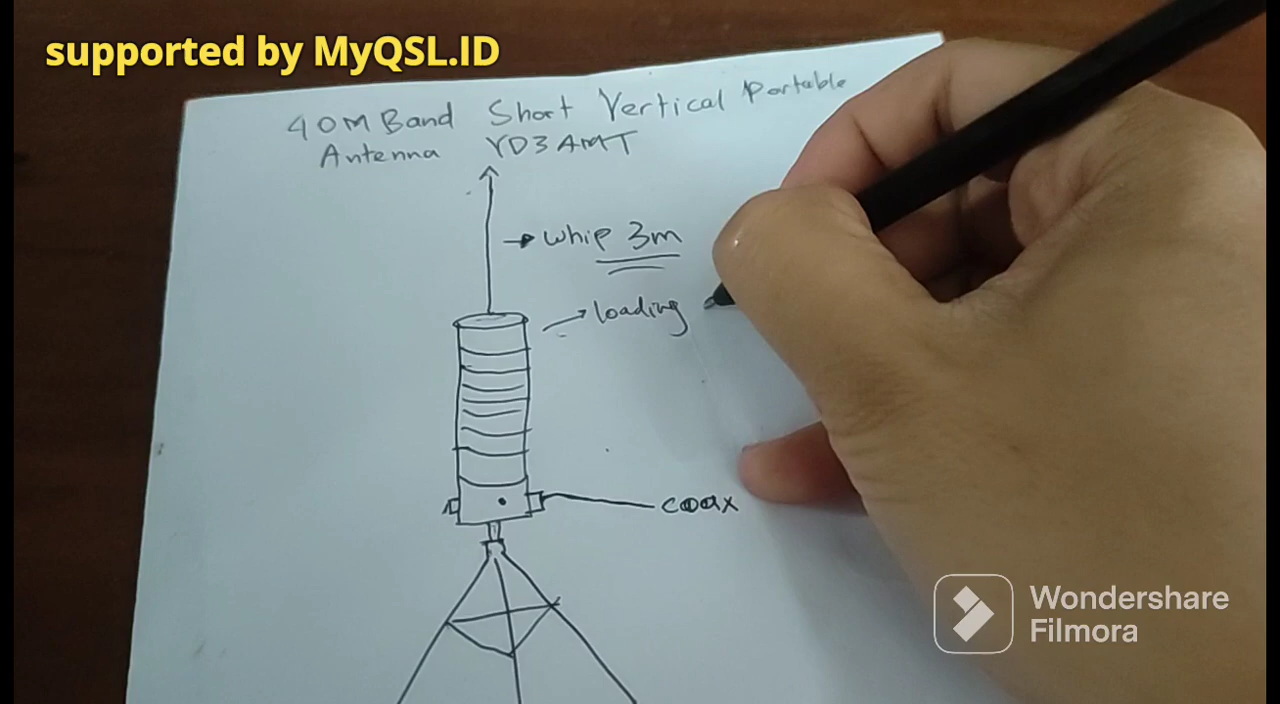 supported by MyQSL.ID
40M Band Short Vertical Portable
Antenna YD3AMT
whip 3m
loading
coax
Wondershare
Filmora